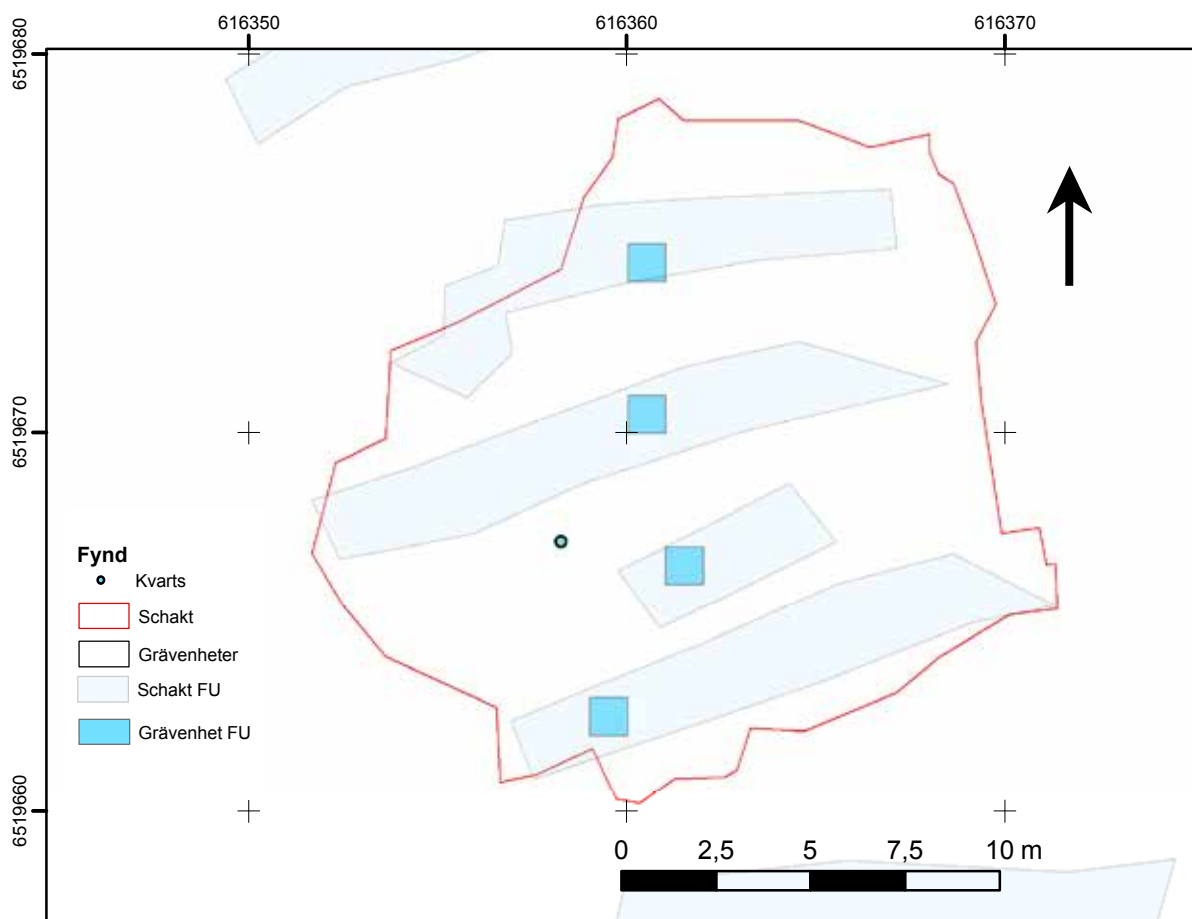 616350 616360 616370
6519680
6519670
6519660
Fynd
Kvarts
Schakt
Grävenheter
Schakt FU
Grävenhet FU
0 2,5 5 7,5 10 m